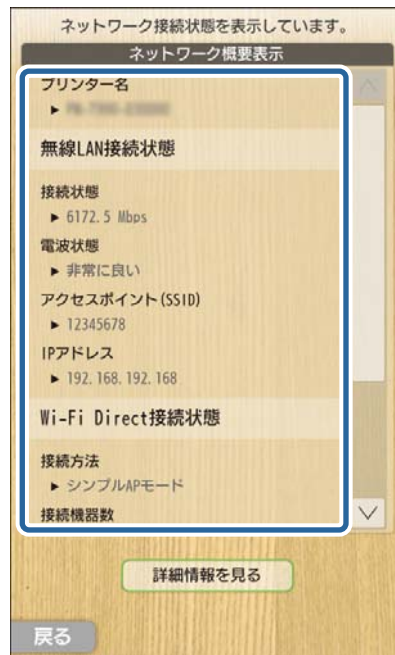 ネットワーク接続状態を表示しています。
ネットワーク概要表示
プリンター名
▶
無線LAN接続状態
接続状態
▶ 6172.5 Mbps
電波状態
▶ 非常に良い
アクセスポイント(SSID)
▶ 12345678
IPアドレス
▶ 192.168.192.168
Wi-Fi Direct接続状態
接続方法
▶ シンプルAPモード
接続機器数
詳細情報を見る
戻る